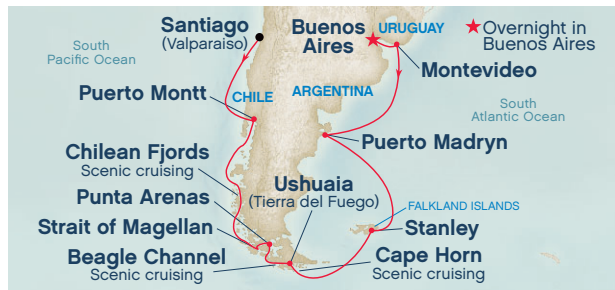 Santiago
(Valparaiso)
Buenos
Aires
URUGUAY
★Overnight in
Buenos Aires
South
Pacific Ocean
Montevideo
Puerto Montt
CHILE
ARGENTINA
South
Atlantic Ocean
Puerto Madryn
Chilean Fjords
Scenic cruising
Ushuaia
(Tierra del Fuego)
Punta Arenas
FALKLAND ISLANDS
Strait of Magellan
Stanley
Beagle Channel
Scenic cruising
Cape Horn
Scenic cruising